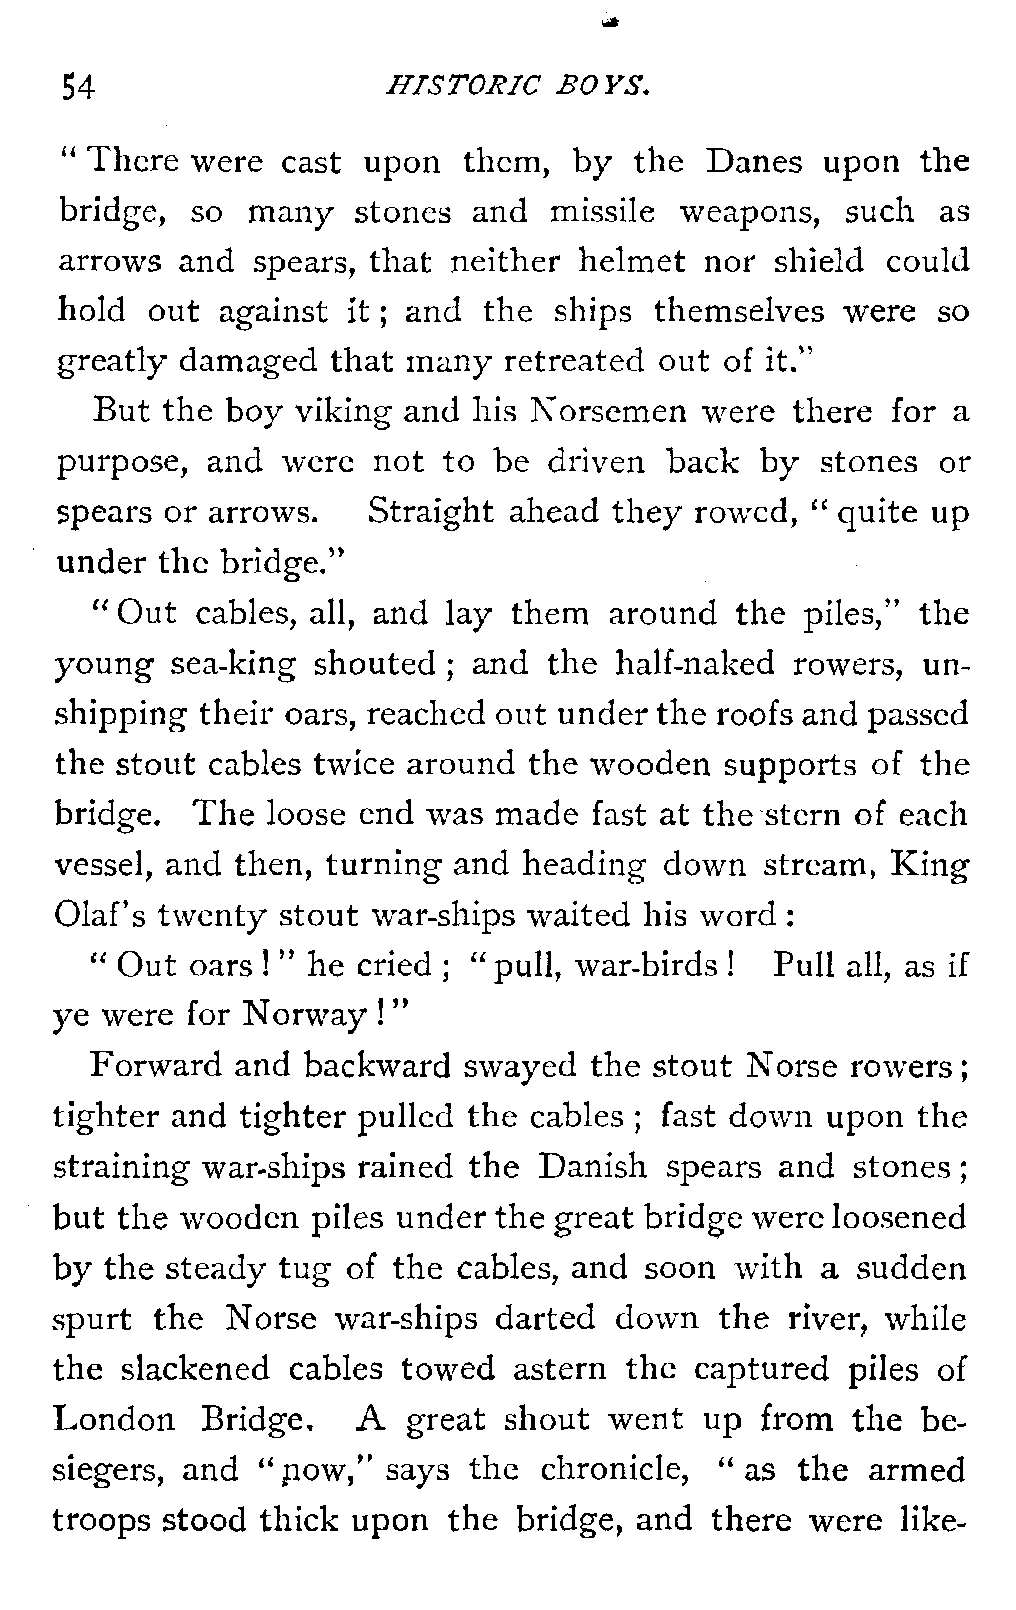 54 HISTORIC BOYS.
“ There were cast upon them, by the Danes upon the
bridge, so many stones and missile weapons, such as
arrows and spears, that neither helmet nor shield could
hold out against it ; and the ships themselves were so
greatly damaged that many retreated out of it.”
But the boy viking and his Norsemen were there for a
purpose, and were not to be driven back by stones or
spears or arrows. Straight ahead they rowed, “ quite up
under the bridge.”
“ Out cables, all, and lay them around the piles,” the
young sea-king shouted ; and the half-naked rowers, un-
shipping their oars, reached out under the roofs and passed
the stout cables twice around the wooden supports of the
bridge. The loose end was made fast at the stern of each
vessel, and then, turning and heading down stream, King
Olaf’s twenty stout war-ships waited his word :
“ Out oars ! ” he cried ; “ pull, war-birds ! Pull all, as if
ye were for Norway ! ”
Forward and backward swayed the stout Norse rowers ;
tighter and tighter pulled the cables ; fast down upon the
straining war-ships rained the Danish spears and stones ;
but the wooden piles under the great bridge were loosened
by the steady tug of the cables, and soon with a sudden
spurt the Norse war-ships darted down the river, while
the slackened cables towed astern the captured piles of
London Bridge. A great shout went up from the be-
siegers, and “ now,” says the chronicle, “ as the armed
troops stood thick upon the bridge, and there were like-